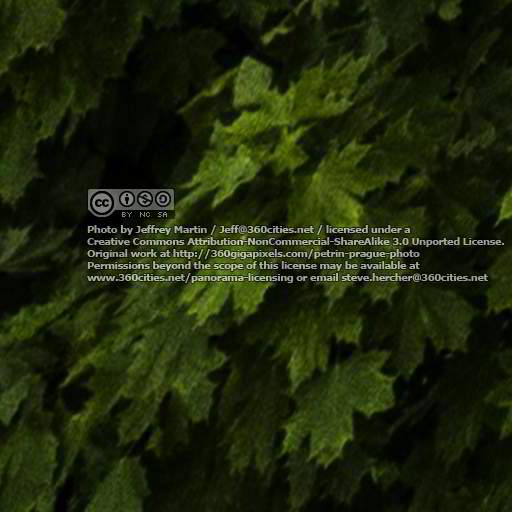 cc BY NC SA
Photo by Jeffrey Martin / Jeff@360cities.net / licensed under a
Creative Commons Attribution-NonCommercial-ShareAlike 3.0 Unported License.
Original work at http://360gigapixels.com/petrin-prague-photo
Permissions beyond the scope of this license may be available at
www.360cities.net/panorama-licensing or email steve.hercher@360cities.net